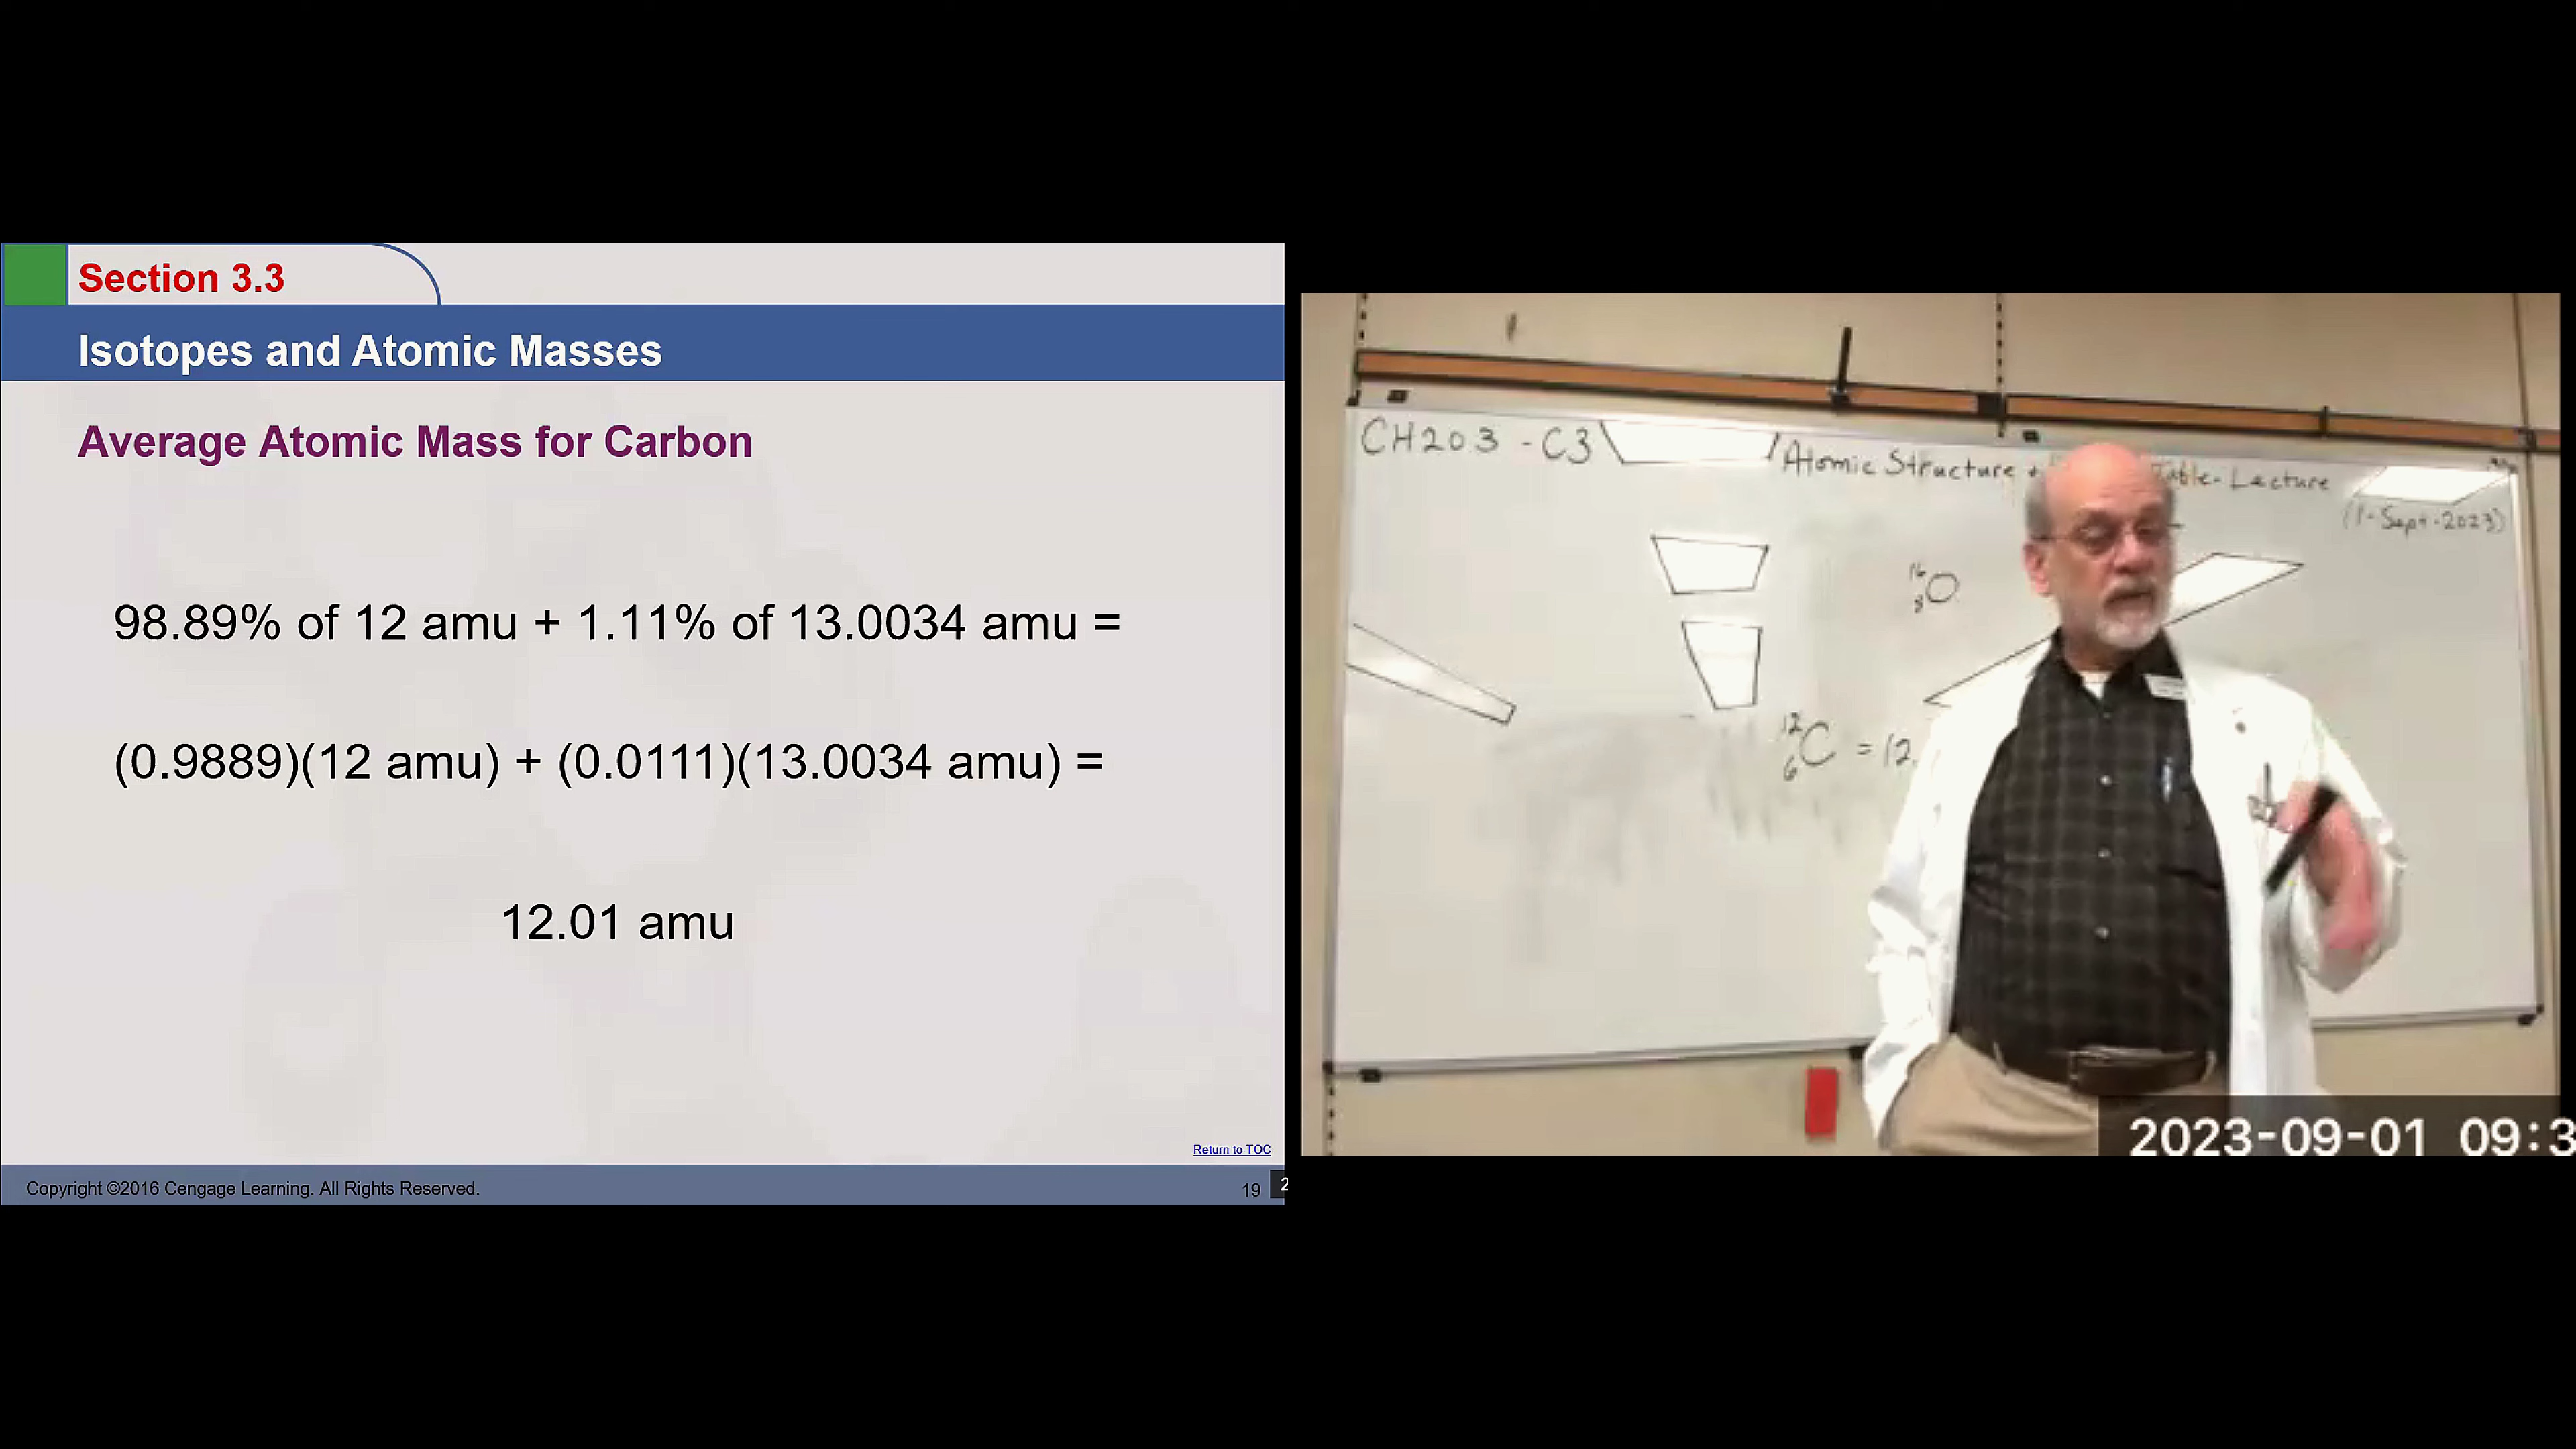 Section 3.3
Isotopes and Atomic Masses
Average Atomic Mass for Carbon
98.89% of 12 amu + 1.11% of 13.0034 amu =
(0.9889)(12 amu) + (0.0111)(13.0034 amu) =
12.01 amu
Return to TOC
Copyright ©2016 Cengage Learning. All Rights Reserved.
19
2
CH203 - C3
Atomic Structure + Table - Lecture
(1-Sept-2023)
16
8 O
12
6 C = 12.
2023-09-01 09:3